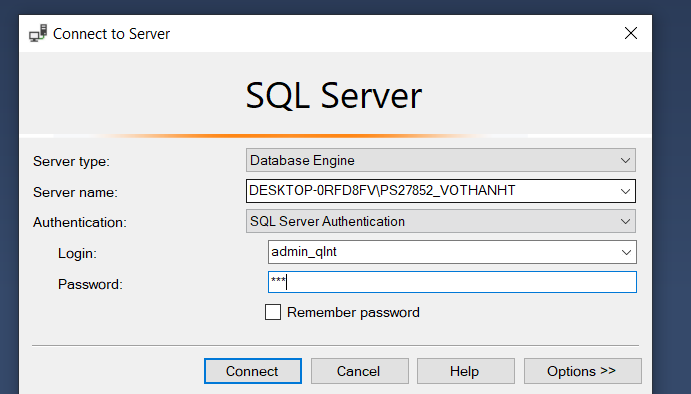 Connect to Server
SQL Server
Server type: Database Engine
Server name: DESKTOP-0RFD8FV\PS27852_VOTHANHT
Authentication: SQL Server Authentication
Login: admin_qlnt
Password: ***
Remember password
Connect Cancel Help Options >>